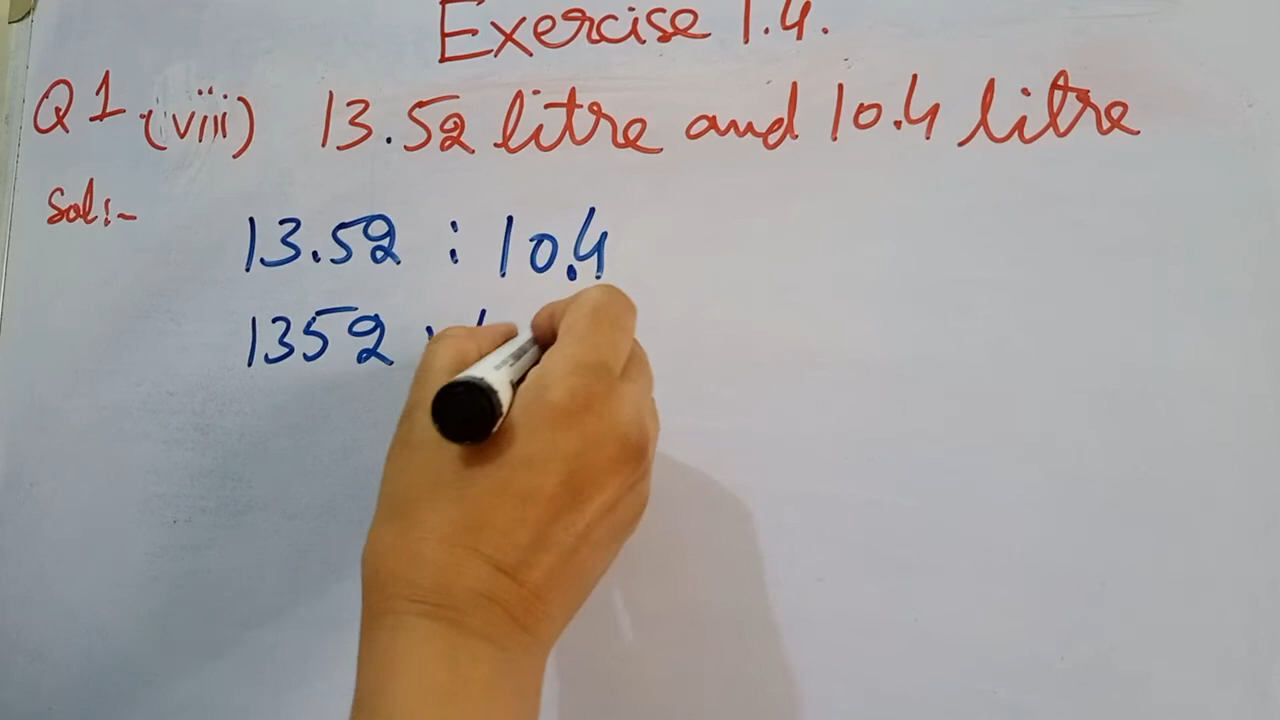 Exercise 1.4.
Q1.(viii) 13.52 litre and 10.4 litre
Sol:-
13.52 : 10.4
1352